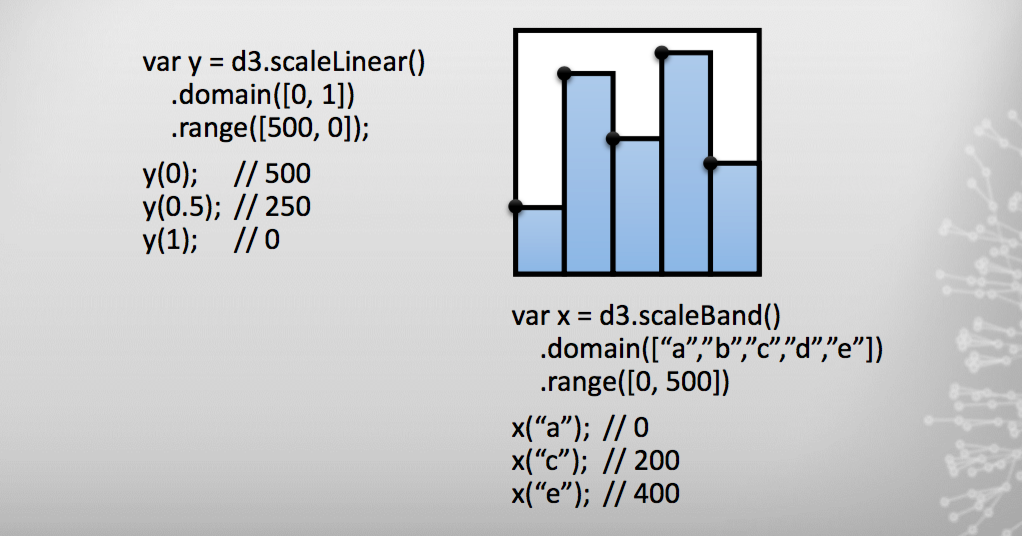 var y = d3.scaleLinear()
.domain([0, 1])
.range([500, 0]);
y(0); // 500
y(0.5); // 250
y(1); // 0
var x = d3.scaleBand()
.domain([“a”,”b”,”c”,”d”,”e”])
.range([0, 500])
x(“a”); // 0
x(“c”); // 200
x(“e”); // 400